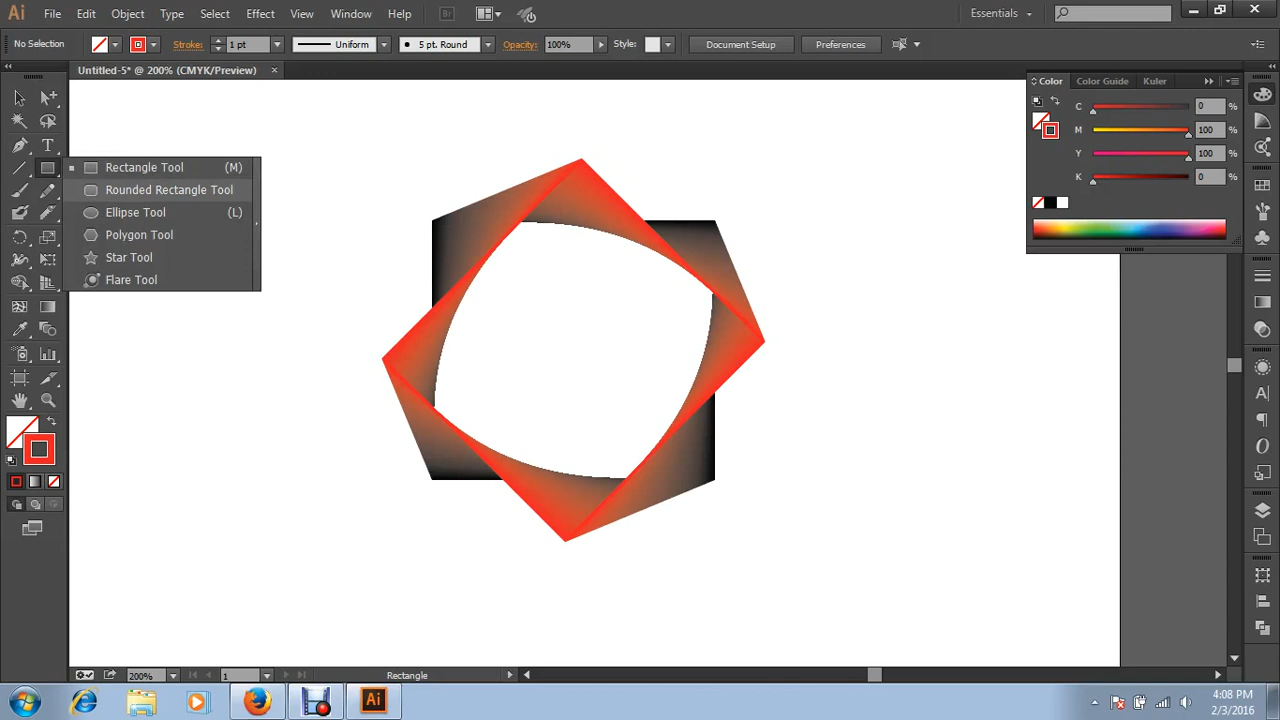 Ai File Edit Object Type Select Effect View Window Help Br Essentials
No Selection Stroke: 1 pt Uniform 5 pt. Round Opacity: 100% Style: Document Setup Preferences
Untitled-5* @ 200% (CMYK/Preview)
Color Color Guide Kuler
C 0 %
M 100 %
Y 100 %
K 0 %
Rectangle Tool (M)
Rounded Rectangle Tool
Ellipse Tool (L)
Polygon Tool
Star Tool
Flare Tool
200% 1 Rectangle
Ai 4:08 PM
2/3/2016